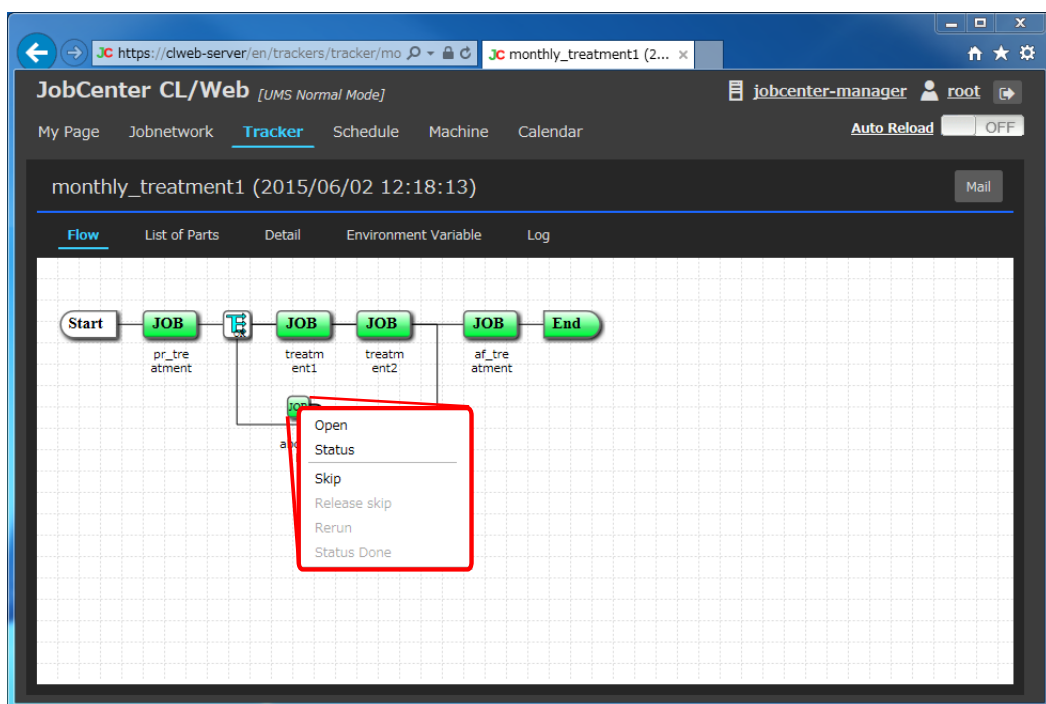 JC https://clweb-server/en/trackers/tracker/mo
JC monthly_treatment1 (2... ×
JobCenter CL/Web [UMS Normal Mode]
jobcenter-manager root
My Page Jobnetwork Tracker Schedule Machine Calendar
Auto Reload OFF
monthly_treatment1 (2015/06/02 12:18:13)
Mail
Flow List of Parts Detail Environment Variable Log
Start JOB JOB JOB JOB End
pr_tre treatm treatm af_tre
atment ent1 ent2 atment
JOB
Open
Status
Skip
Release skip
Rerun
Status Done